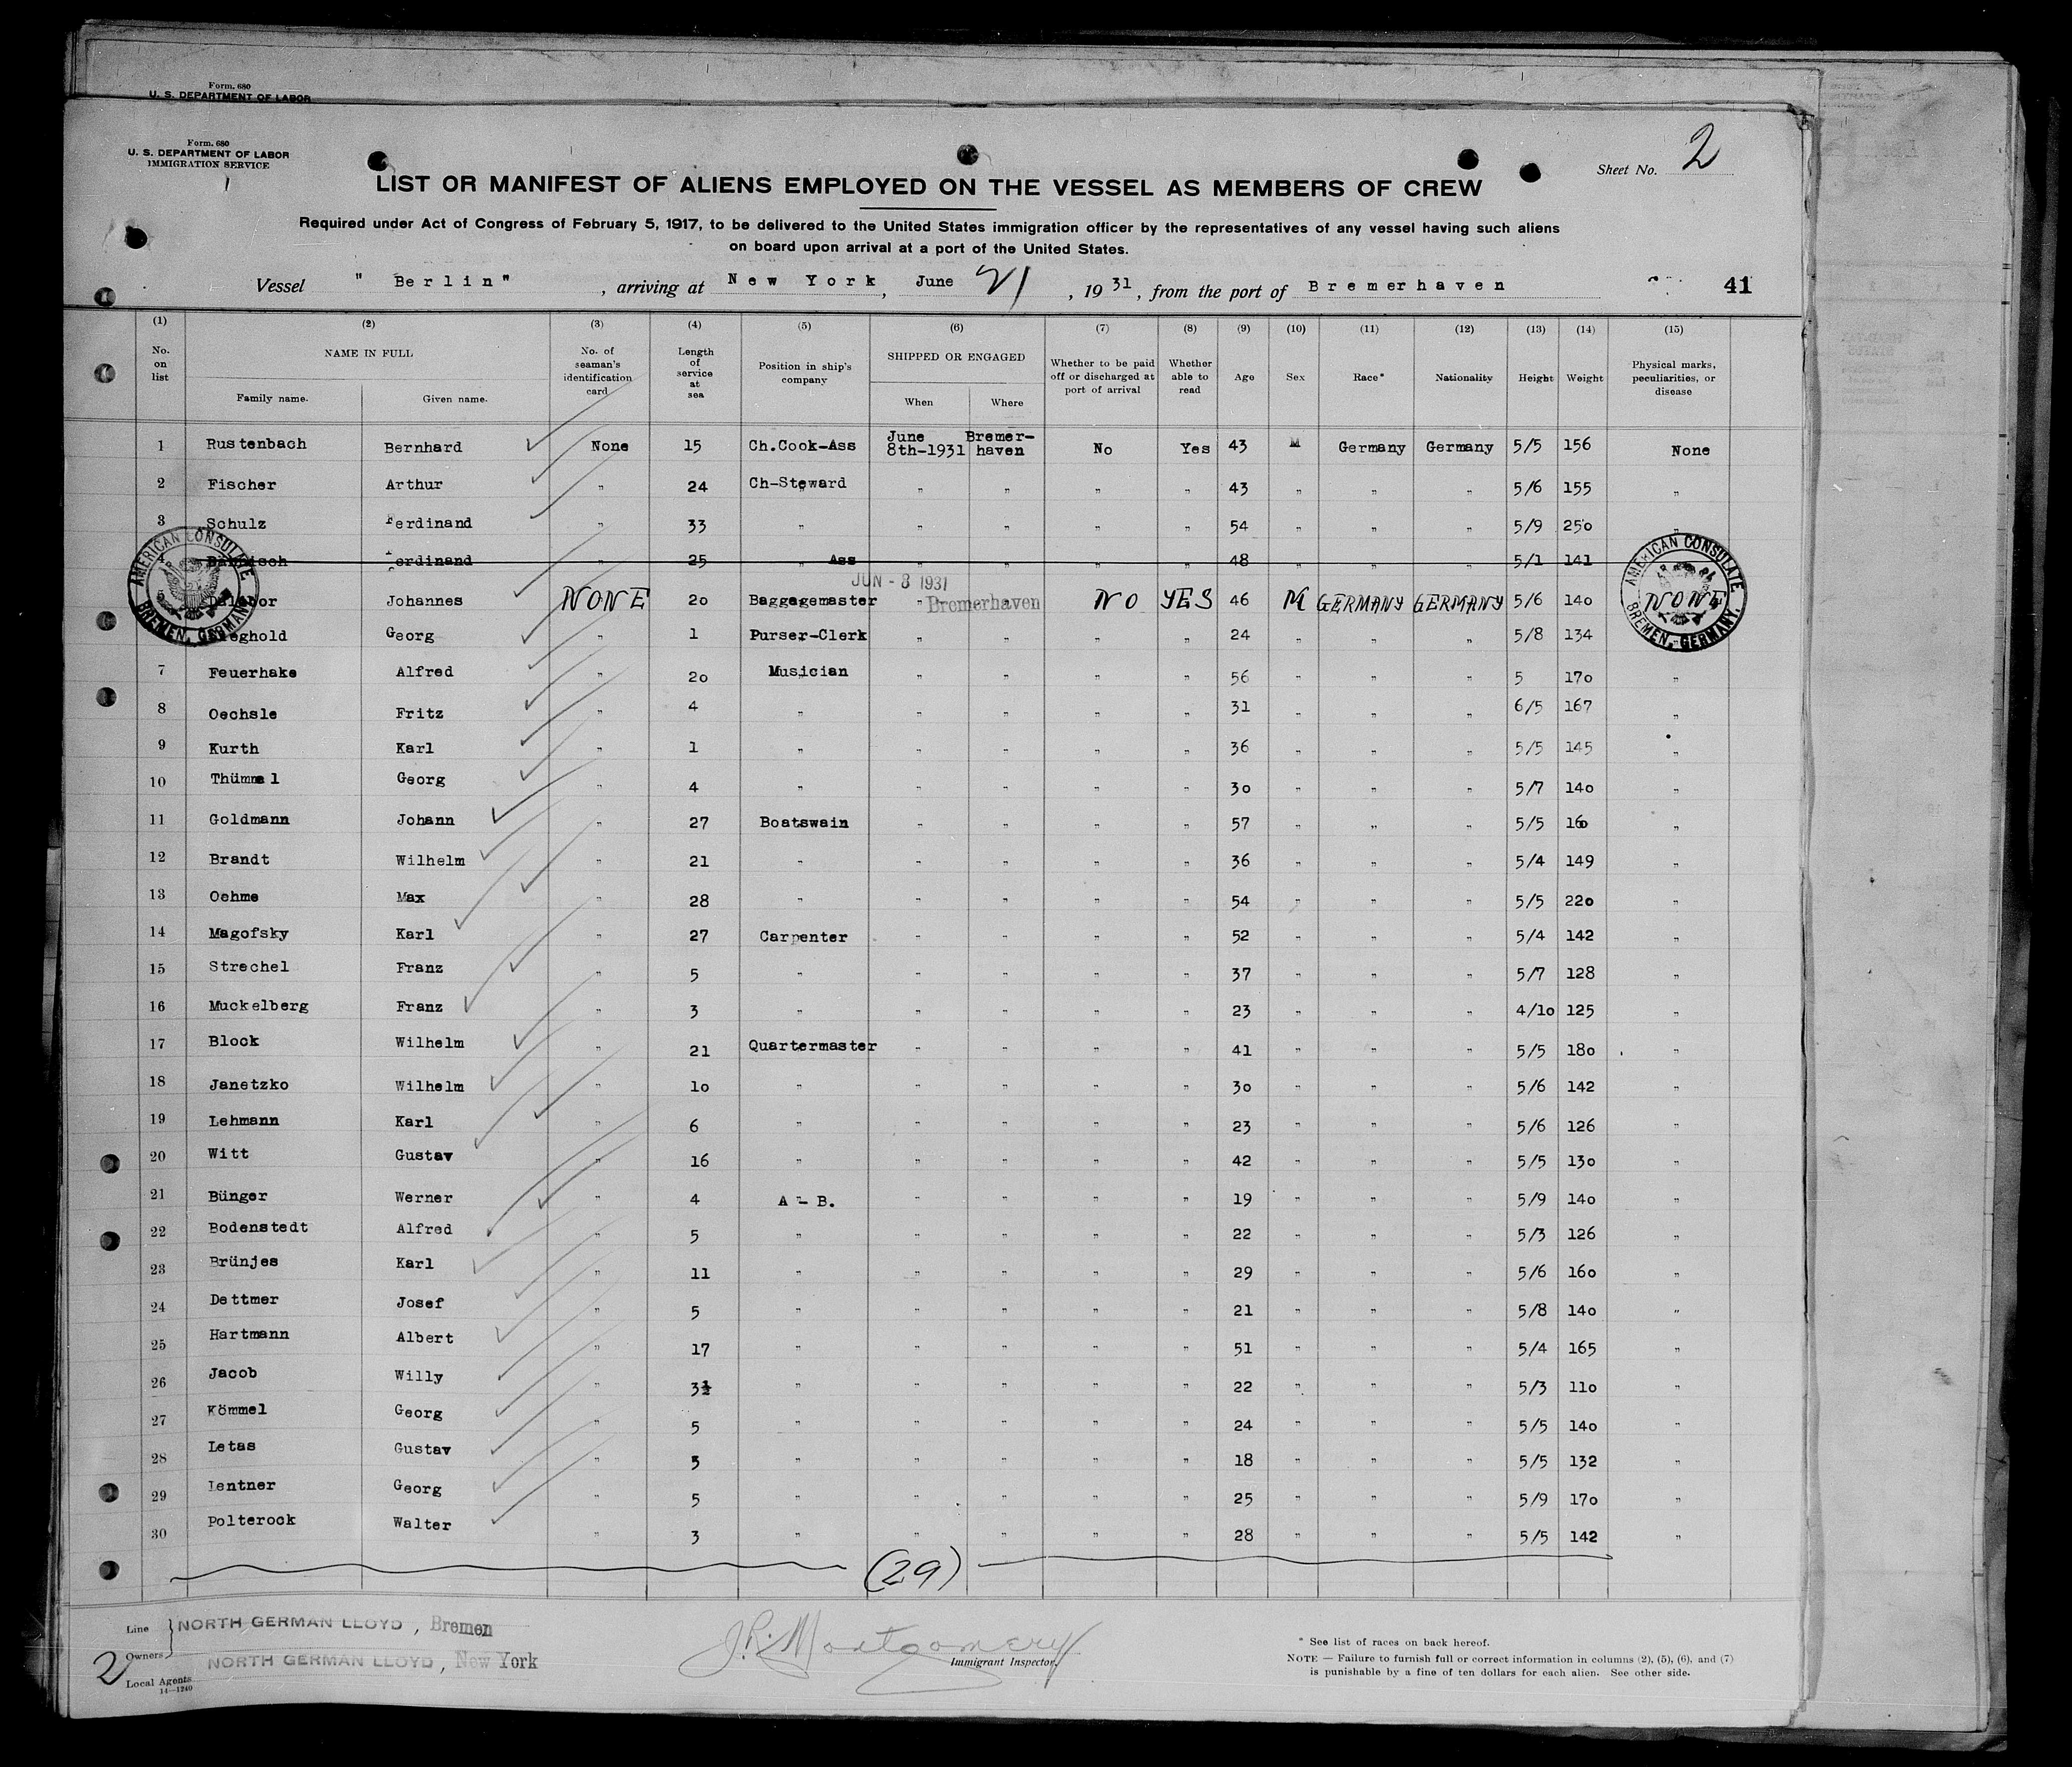 Form. 680
U. S. DEPARTMENT OF LABOR
Form. 680
U. S. DEPARTMENT OF LABOR
IMMIGRATION SERVICE
Sheet No. 2
LIST OR MANIFEST OF ALIENS EMPLOYED ON THE VESSEL AS MEMBERS OF CREW
Required under Act of Congress of February 5, 1917, to be delivered to the United States immigration officer by the representatives of any vessel having such aliens
on board upon arrival at a port of the United States.
Vessel "Berlin", arriving at New York, June 21, 1931, from the port of Bremerhaven 41
(1) (2) (3) (4) (5) (6) (7) (8) (9) (10) (11) (12) (13) (14) (15)
No. on list NAME IN FULL Family name. Given name. No. of seaman's identification card Length of service at sea Position in ship's company SHIPPED OR ENGAGED When Where Whether to be paid off or discharged at port of arrival Whether able to read Age Sex Race* Nationality Height Weight Physical marks, peculiarities, or disease
1 Rustenbach Bernhard None 15 Ch.Cook-Ass June 8th-1931 Bremer-haven No Yes 43 M Germany Germany 5/5 156 None
2 Fischer Arthur " 24 Ch-Steward " " " " 43 " " " 5/6 155 "
3 Schulz Ferdinand " 33 " " " " " 54 " " " 5/9 250 "
4 Ferdinand " 25 " Ass 48 " " " 5/1 141
JUN - 8 1931
Johannes NONE 20 Baggagemaster " Bremerhaven NO YES 46 M GERMANY GERMANY 5/6 140 NONE
Georg " 1 Purser-Clerk " " " " 24 " " " 5/8 134
AMERICAN CONSULATE BREMEN, GERMANY
AMERICAN CONSULATE BREMEN, GERMANY
7 Feuerhake Alfred " 20 Musician " " " " 56 " " " 5 170 "
8 Oechsle Fritz " 4 " " " " " 31 " " " 6/5 167 "
9 Kurth Karl " 1 " " " " " 36 " " " 5/5 145 "
10 Thümmel Georg " 4 " " " " " 30 " " " 5/7 140 "
11 Goldmann Johann " 27 Boatswain " " " " 57 " " " 5/5 160 "
12 Brandt Wilhelm " 21 " " " " " 36 " " " 5/4 149 "
13 Oehme Max " 28 " " " " " 54 " " " 5/5 220 "
14 Magofsky Karl " 27 Carpenter " " " " 52 " " " 5/4 142 "
15 Strechel Franz " 5 " " " " " 37 " " " 5/7 128 "
16 Muckelberg Franz " 3 " " " " " 23 " " " 4/10 125 "
17 Block Wilhelm " 21 Quartermaster " " " " 41 " " " 5/5 180 "
18 Janetzko Wilhelm " 10 " " " " " 30 " " " 5/6 142 "
19 Lehmann Karl " 6 " " " " " 23 " " " 5/6 126 "
20 Witt Gustav " 16 " " " " " 42 " " " 5/5 130 "
21 Bünger Werner " 4 A - B. " " " " 19 " " " 5/9 140 "
22 Bodenstedt Alfred " 5 " " " " " 22 " " " 5/3 126 "
23 Brünjes Karl " 11 " " " " " 29 " " " 5/6 160 "
24 Dettmer Josef " 5 " " " " " 21 " " " 5/8 140 "
25 Hartmann Albert " 17 " " " " " 51 " " " 5/4 165 "
26 Jacob Willy " 3½ " " " " " 22 " " " 5/3 110 "
27 Kömmel Georg " 5 " " " " " 24 " " " 5/5 140 "
28 Letas Gustav " 3 " " " " " 18 " " " 5/5 132 "
29 Lentner Georg " 5 " " " " " 25 " " " 5/9 170 "
30 Polterock Walter " 3 " " " " " 28 " " " 5/5 142 "
(29)
Line NORTH GERMAN LLOYD, Bremen
Owners
2 Local Agents NORTH GERMAN LLOYD, New York
14—1240
J.R. Montgomery
Immigrant Inspector.
* See list of races on back hereof.
NOTE — Failure to furnish full or correct information in columns (2), (5), (6), and (7)
is punishable by a fine of ten dollars for each alien. See other side.